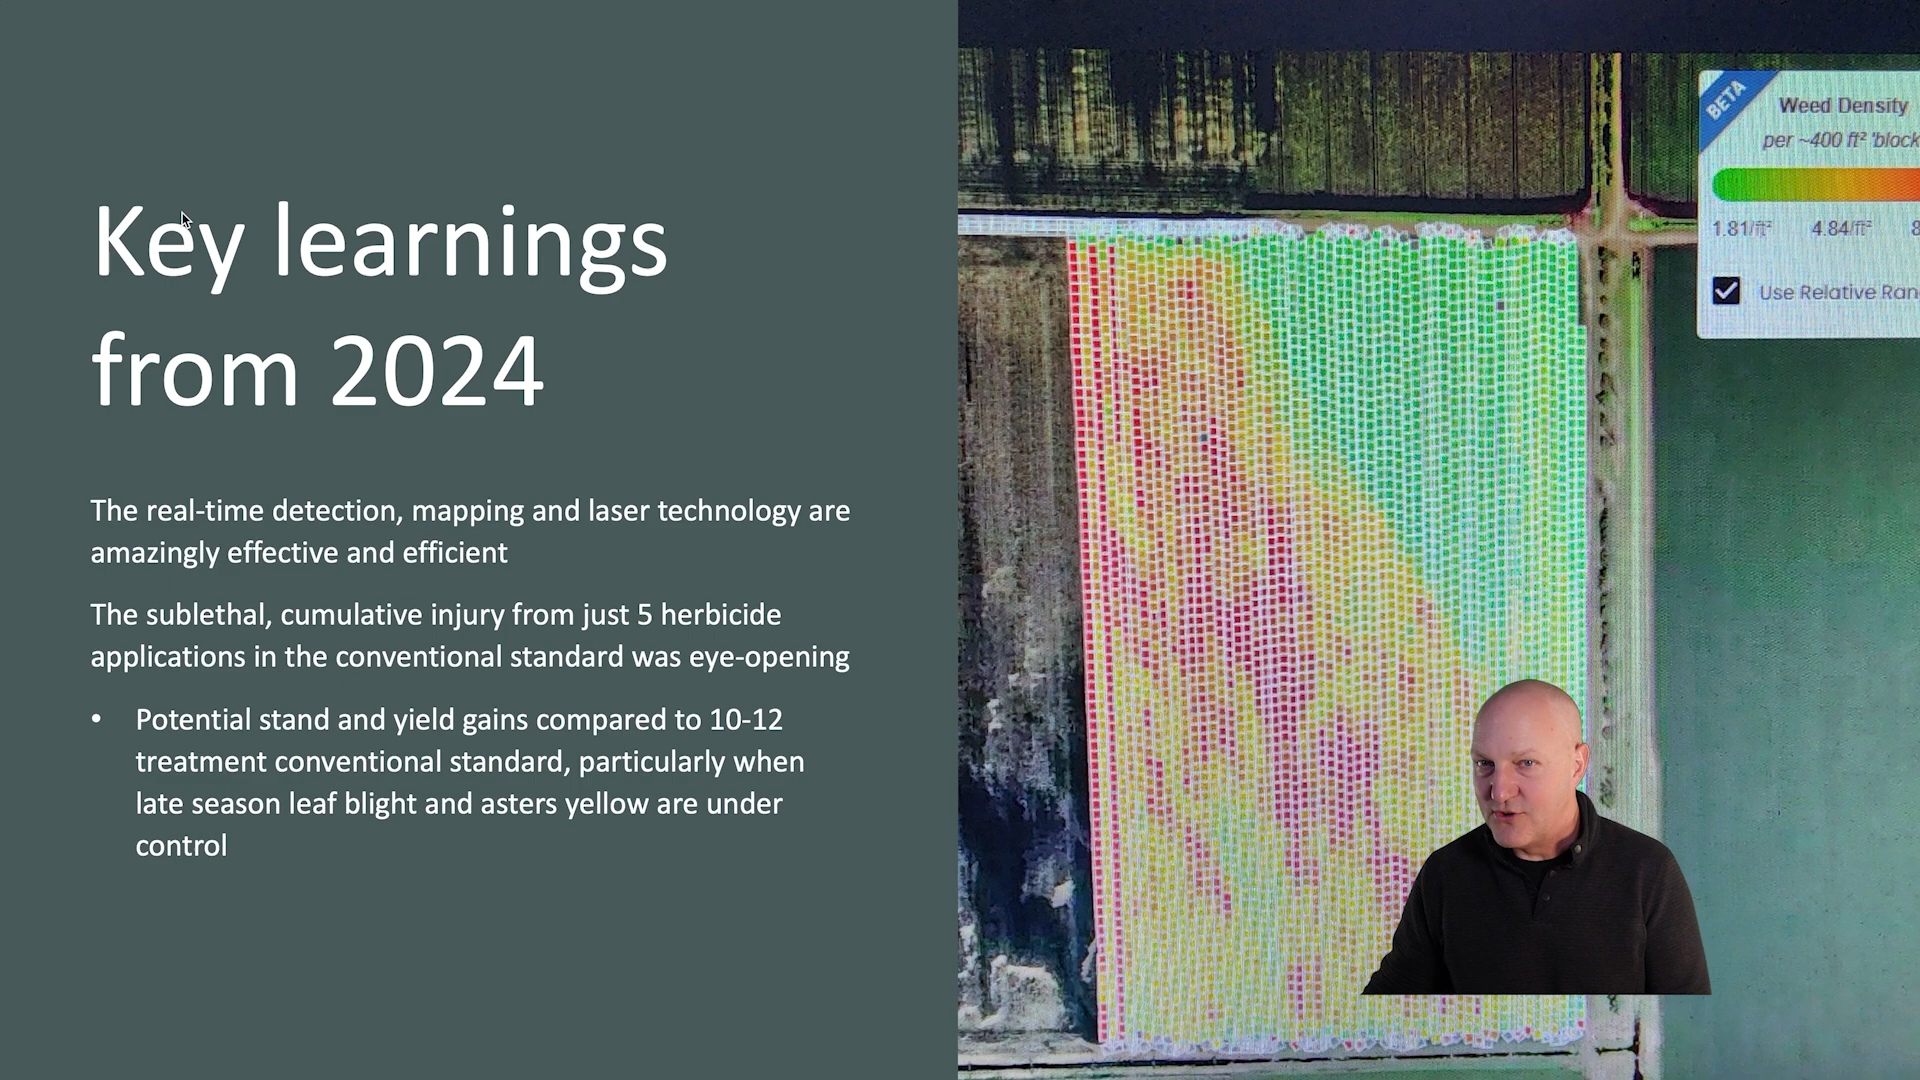 Key learnings
from 2024
The real-time detection, mapping and laser technology are
amazingly effective and efficient
The sublethal, cumulative injury from just 5 herbicide
applications in the conventional standard was eye-opening
• Potential stand and yield gains compared to 10-12
treatment conventional standard, particularly when
late season leaf blight and asters yellow are under
control
BETA
Weed Density
per ~400 ft² 'block
1.81/ft² 4.84/ft² 8
Use Relative Ran